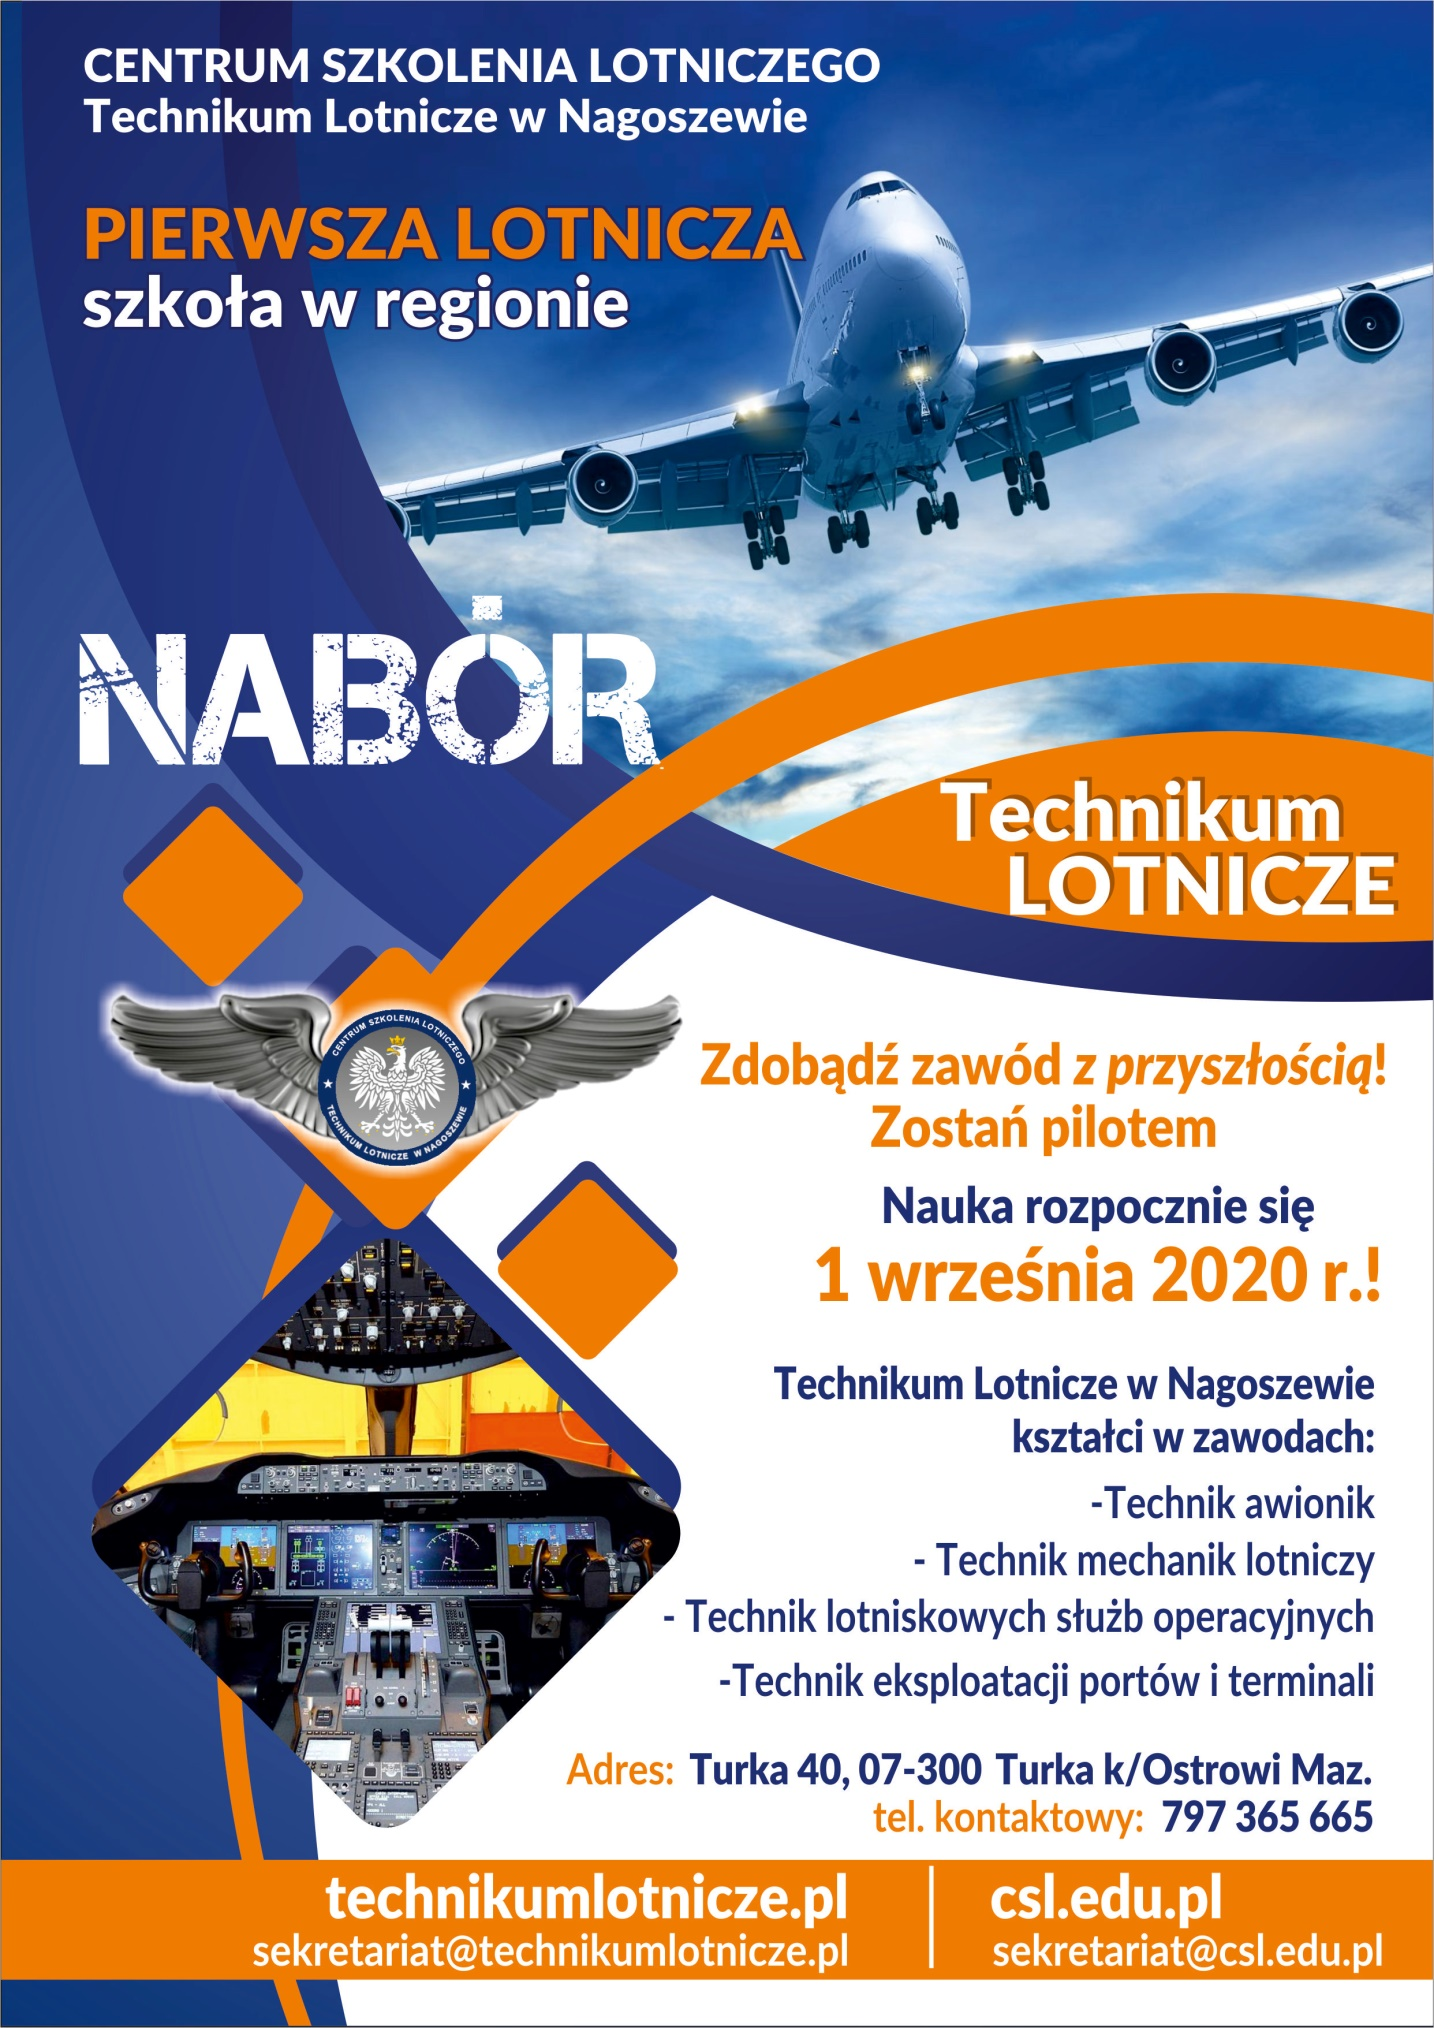 CENTRUM SZKOLENIA LOTNICZEGO
Technikum Lotnicze w Nagoszewie
PIERWSZA LOTNICZA
szkoła w regionie
NABÓR
Technikum
LOTNICZE
CENTRUM SZKOLENIA LOTNICZEGO
TECHNIKUM LOTNICZE W NAGOSZEWIE
Zdobądź zawód z przyszłością!
Zostań pilotem
Nauka rozpocznie się
1 września 2020 r.!
Technikum Lotnicze w Nagoszewie
kształci w zawodach:
-Technik awionik
- Technik mechanik lotniczy
- Technik lotniskowych służb operacyjnych
-Technik eksploatacji portów i terminali
Adres: Turka 40, 07-300 Turka k/Ostrowi Maz.
tel. kontaktowy: 797 365 665
technikumlotnicze.pl
sekretariat@technikumlotnicze.pl
csl.edu.pl
sekretariat@csl.edu.pl